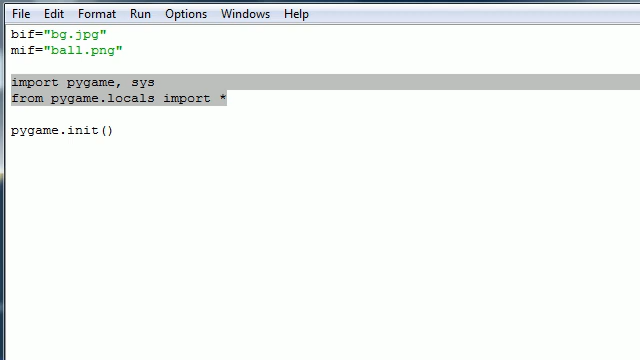 File Edit Format Run Options Windows Help
bif="bg.jpg"
mif="ball.png"
import pygame, sys
from pygame.locals import *
pygame.init()